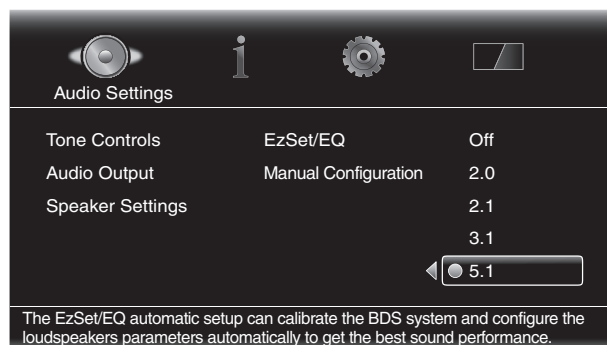 Audio Settings
Tone Controls EzSet/EQ Off
Audio Output Manual Configuration 2.0
Speaker Settings 2.1
3.1
5.1
The EzSet/EQ automatic setup can calibrate the BDS system and configure the
loudspeakers parameters automatically to get the best sound performance.